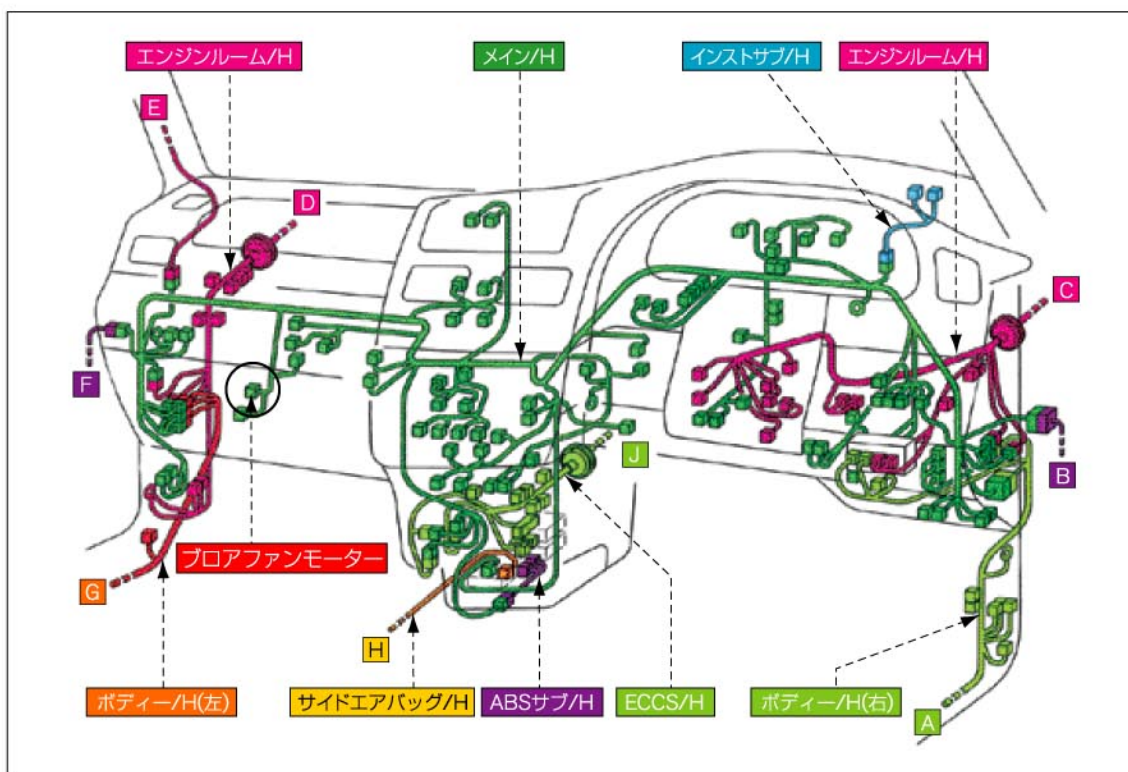 エンジンルーム/H
メイン/H
インストサブ/H
エンジンルーム/H
E
D
C
F
J
B
ブロアファンモーター
G
H
A
ボディー/H(左)
サイドエアバッグ/H
ABSサブ/H
ECCS/H
ボディー/H(右)